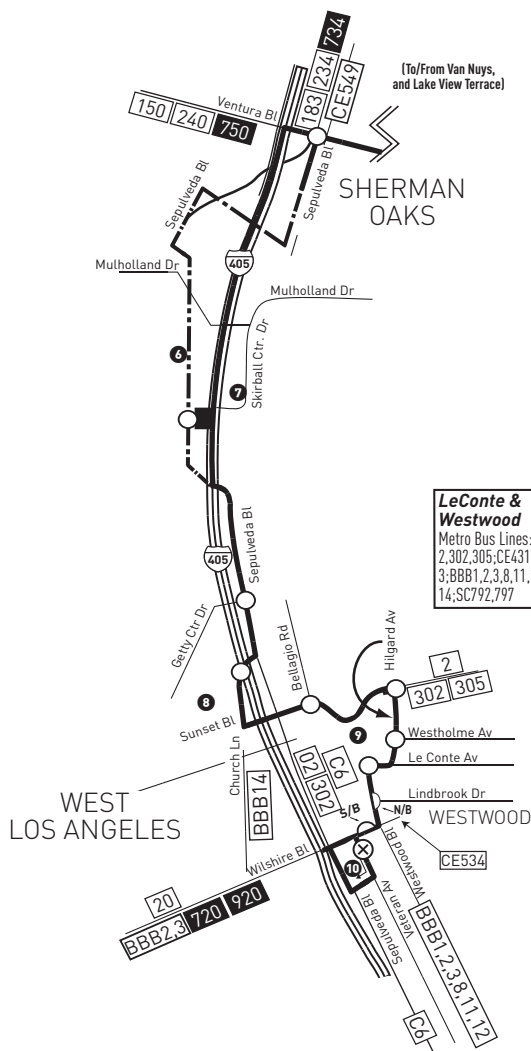 734
234
183
CE549
(To/From Van Nuys,
and Lake View Terrace)
Ventura Bl
150 240 750
Sepulveda Bl
Sepulveda Bl
SHERMAN
OAKS
405
Mulholland Dr
Mulholland Dr
Skirball Ctr. Dr
6
7
LeConte &
Westwood
Metro Bus Lines:
2,302,305;CE431
3;BBB1,2,3,8,11,
14;SC792,797
405
Sepulveda Bl
Getty Ctr Dr
Bellagio Rd
Hilgard Av
2
302 305
8
Sunset Bl
9
Westholme Av
Le Conte Av
Church Ln
BBB14
02
302
C6
Lindbrook Dr
S/B
N/B
WEST
LOS ANGELES
WESTWOOD
CE534
Wilshire Bl
10
20
BBB2,3 720 920
Sepulveda Bl
Veteran Av
Westwood Bl
BBB1,2,3,8,11,12
C6